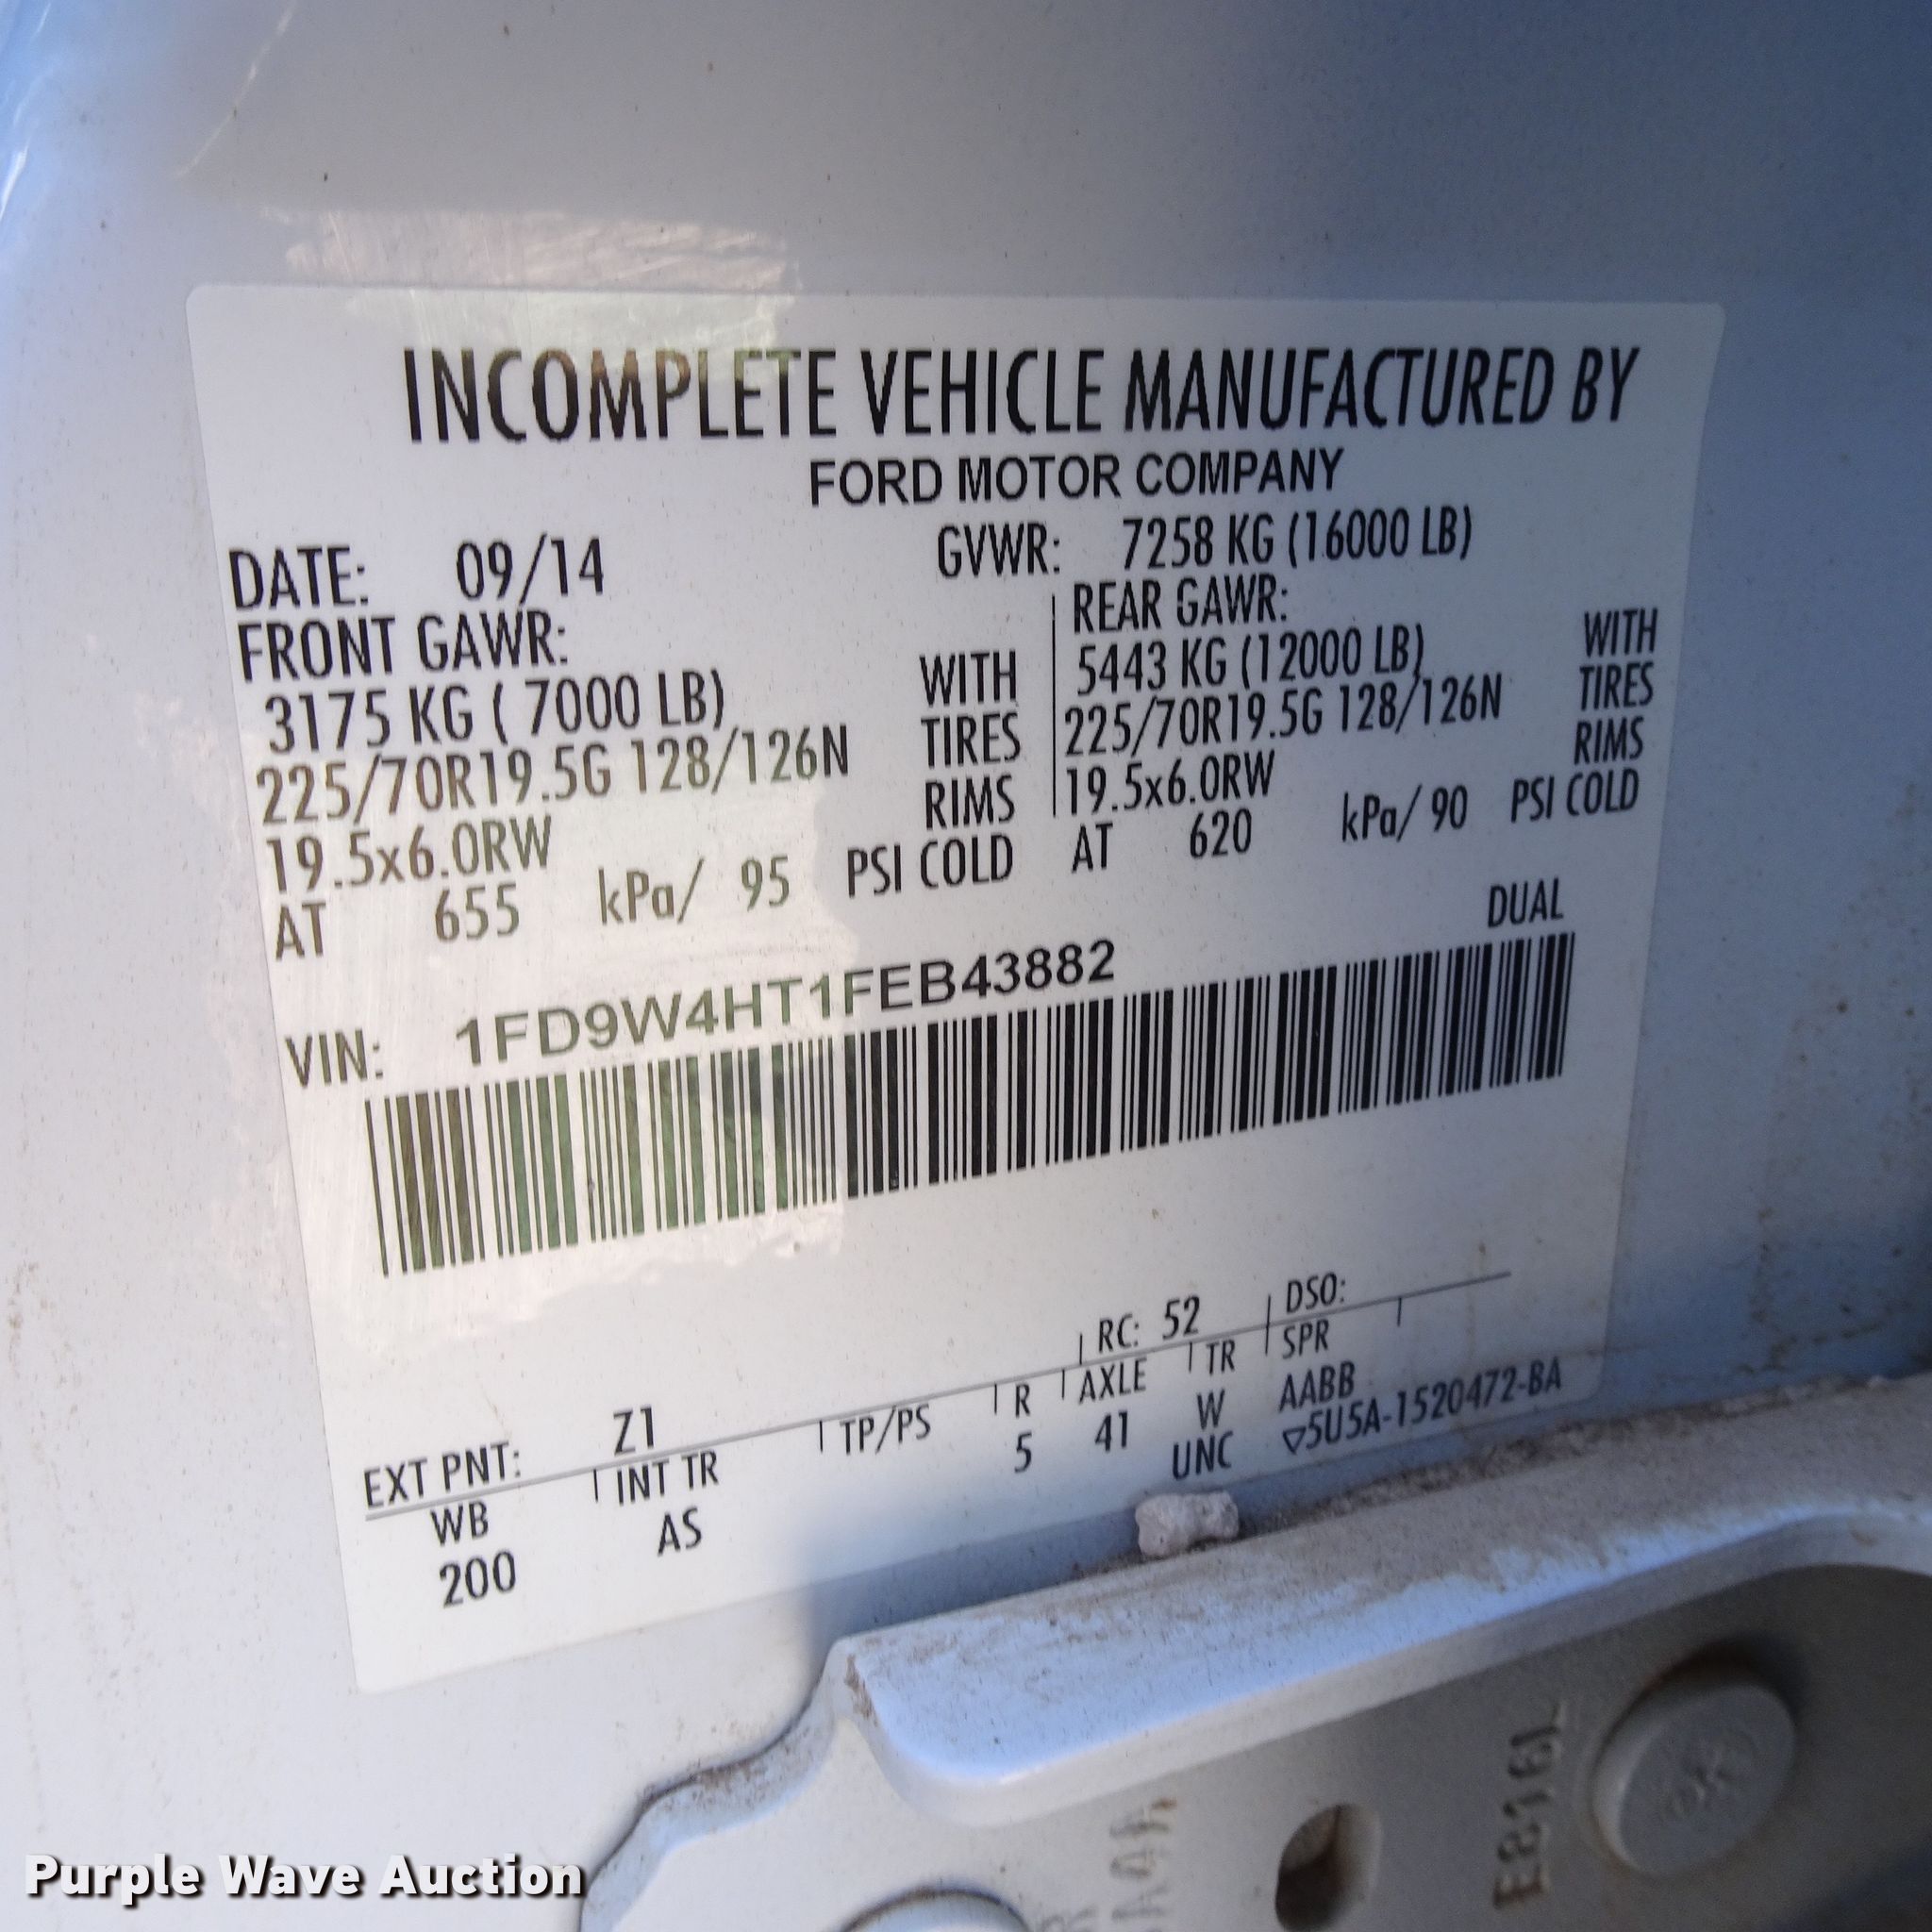 INCOMPLETE VEHICLE MANUFACTURED BY
FORD MOTOR COMPANY
DATE: 09/14 GVWR: 7258 KG (16000 LB)
FRONT GAWR: REAR GAWR:
3175 KG ( 7000 LB) WITH 5443 KG (12000 LB) WITH
225/70R19.5G 128/126N TIRES 225/70R19.5G 128/126N TIRES
19.5x6.0RW RIMS 19.5x6.0RW RIMS
AT 655 kPa/ 95 PSI COLD AT 620 kPa/ 90 PSI COLD
DUAL
VIN: 1FD9W4HT1FEB43882
EXT PNT: Z1 RC: 52 DSO:
WB INT TR TP/PS R AXLE TR SPR
200 AS 5 41 W AABB
UNC ▽5U5A-1520472-BA
E816L
OK
Purple Wave Auction